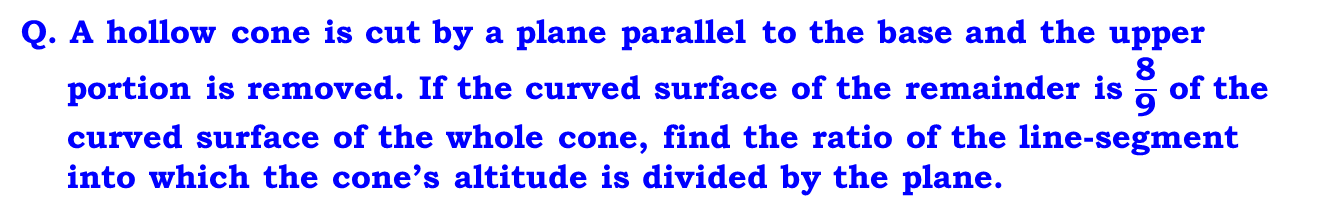 Q. A hollow cone is cut by a plane parallel to the base and the upper
portion is removed. If the curved surface of the remainder is 8/9 of the
curved surface of the whole cone, find the ratio of the line-segment
into which the cone’s altitude is divided by the plane.